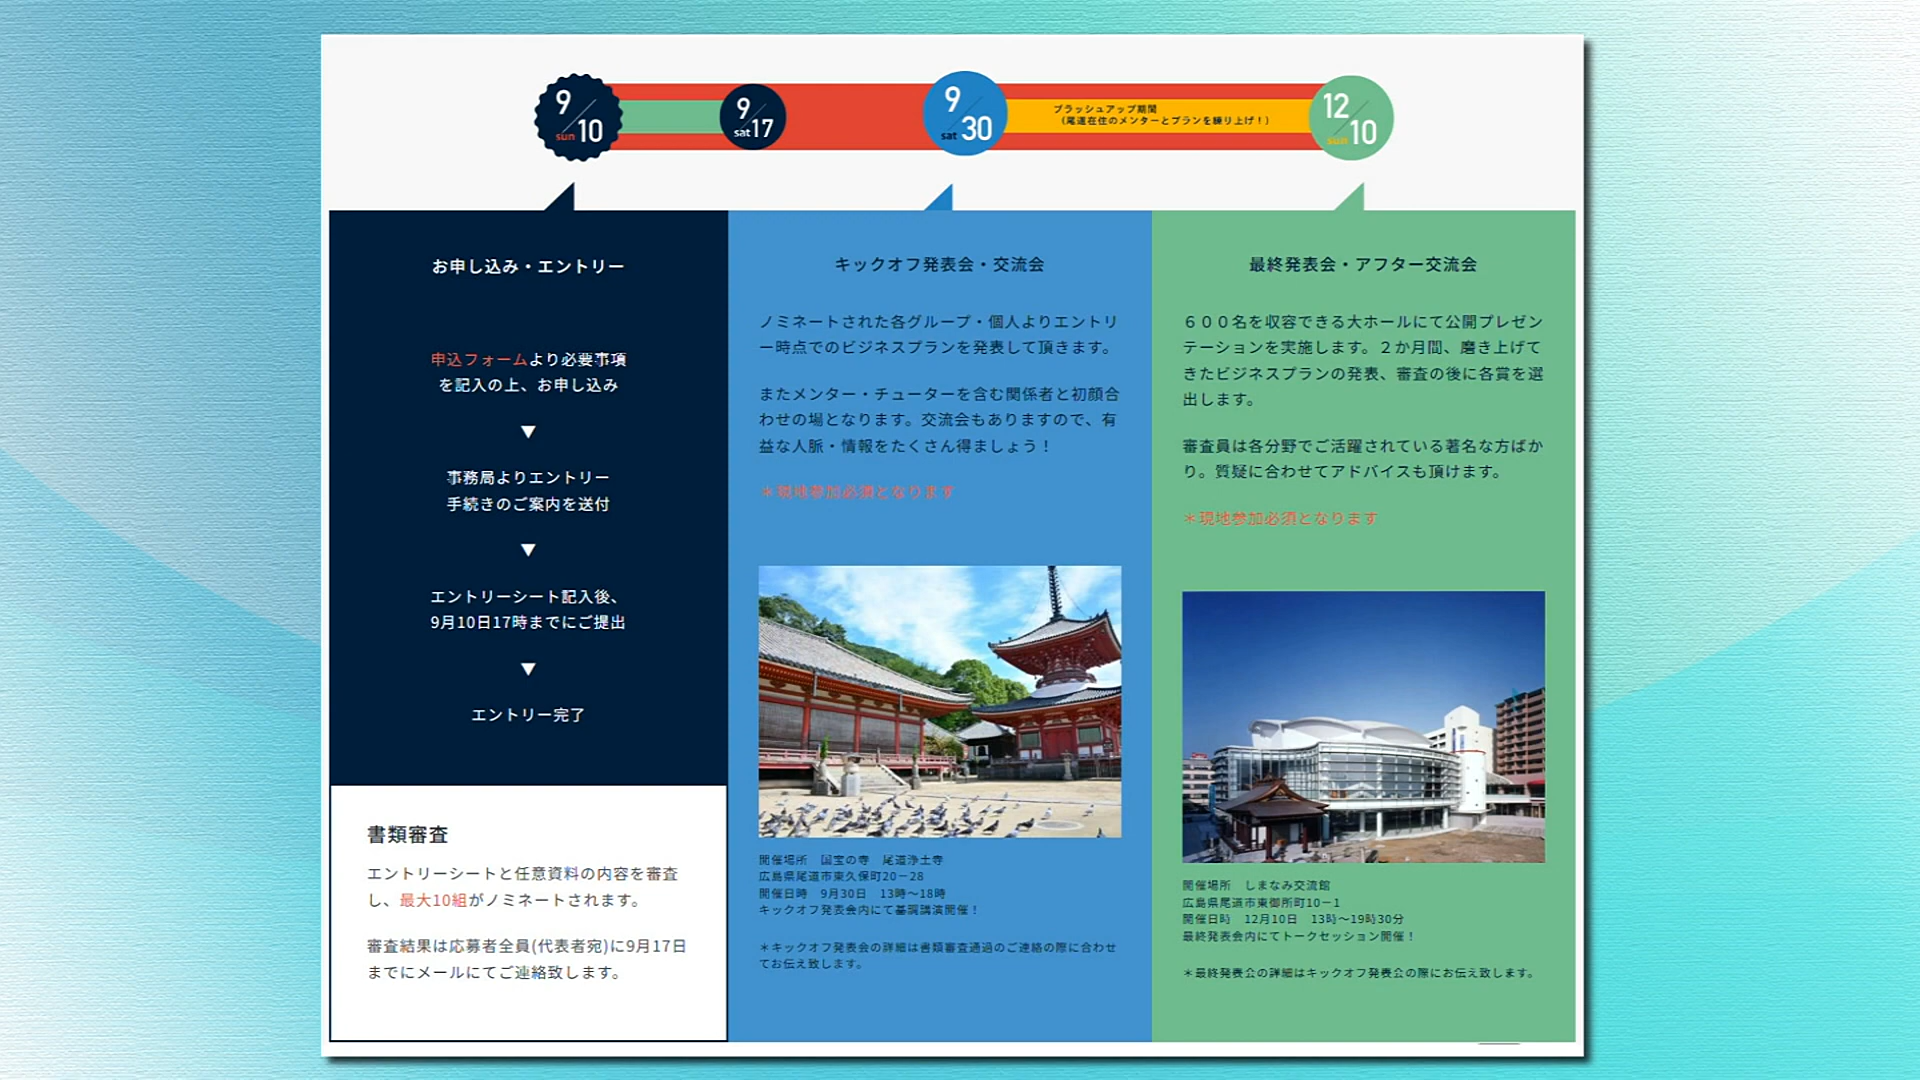 9/10 sun
9/17 sat
9/30 sat
ブラッシュアップ期間
（尾道在住のメンターとプランを練り上げ！）
12/10 sun
お申し込み・エントリー
申込フォームより必要事項
を記入の上、お申し込み
▼
事務局よりエントリー
手続きのご案内を送付
▼
エントリーシート記入後、
9月10日17時までにご提出
▼
エントリー完了
書類審査
エントリーシートと任意資料の内容を審査
し、最大10組がノミネートされます。
審査結果は応募者全員(代表者宛)に9月17日
までにメールにてご連絡致します。
キックオフ発表会・交流会
ノミネートされた各グループ・個人よりエントリ
ー時点でのビジネスプランを発表して頂きます。
またメンター・チューターを含む関係者と初顔合
わせの場となります。交流会もありますので、有
益な人脈・情報をたくさん得ましょう！
＊現地参加必須となります
開催場所　国宝の寺　尾道浄土寺
広島県尾道市東久保町20－28
開催日時　9月30日　13時～18時
キックオフ発表会内にて基調講演開催！
＊キックオフ発表会の詳細は書類審査通過のご連絡の際に合わせ
てお伝え致します。
最終発表会・アフター交流会
６００名を収容できる大ホールにて公開プレゼン
テーションを実施します。２か月間、磨き上げて
きたビジネスプランの発表、審査の後に各賞を選
出します。
審査員は各分野でご活躍されている著名な方ばか
り。質疑に合わせてアドバイスも頂けます。
＊現地参加必須となります
開催場所　しまなみ交流館
広島県尾道市東御所町10－1
開催日時　12月10日　13時～19時30分
最終発表会内にてトークセッション開催！
＊最終発表会の詳細はキックオフ発表会の際にお伝え致します。